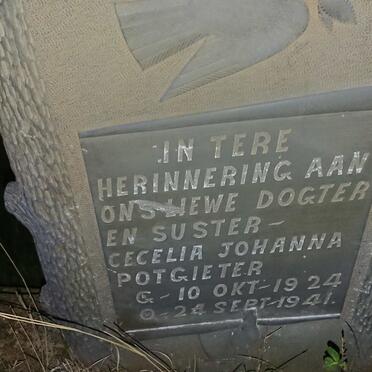 IN TERE
HERINNERING AAN
ONS LIEWE DOGTER
EN SUSTER –
CECELIA JOHANNA
POTGIETER
G – 10 OKT – 1924
O – 24 SEPT – 1941.